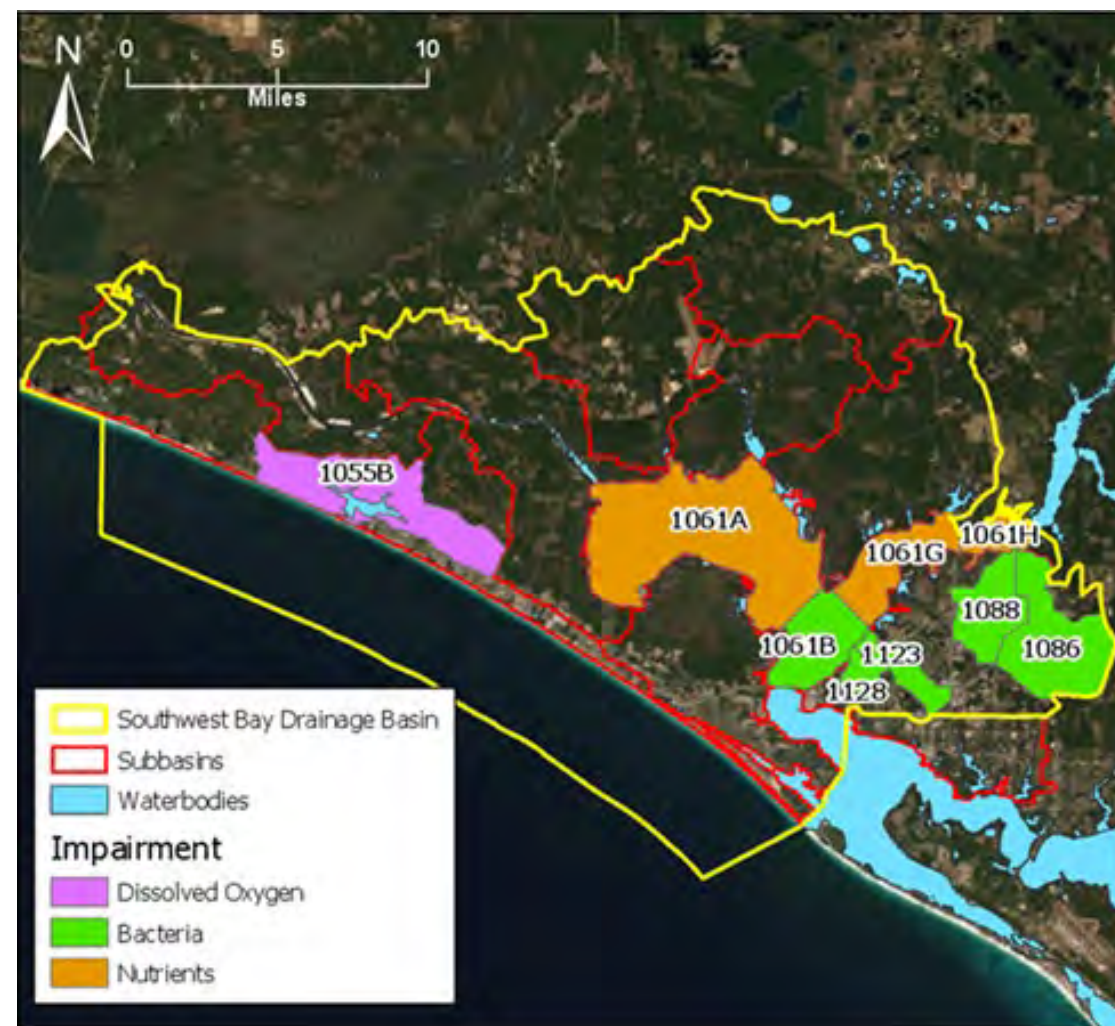 N
0 5 10
Miles
1055B
1061A
1061H
1061G
1088
1061B
1123
1086
1128
Southwest Bay Drainage Basin
Subbasins
Waterbodies
Impairment
Dissolved Oxygen
Bacteria
Nutrients